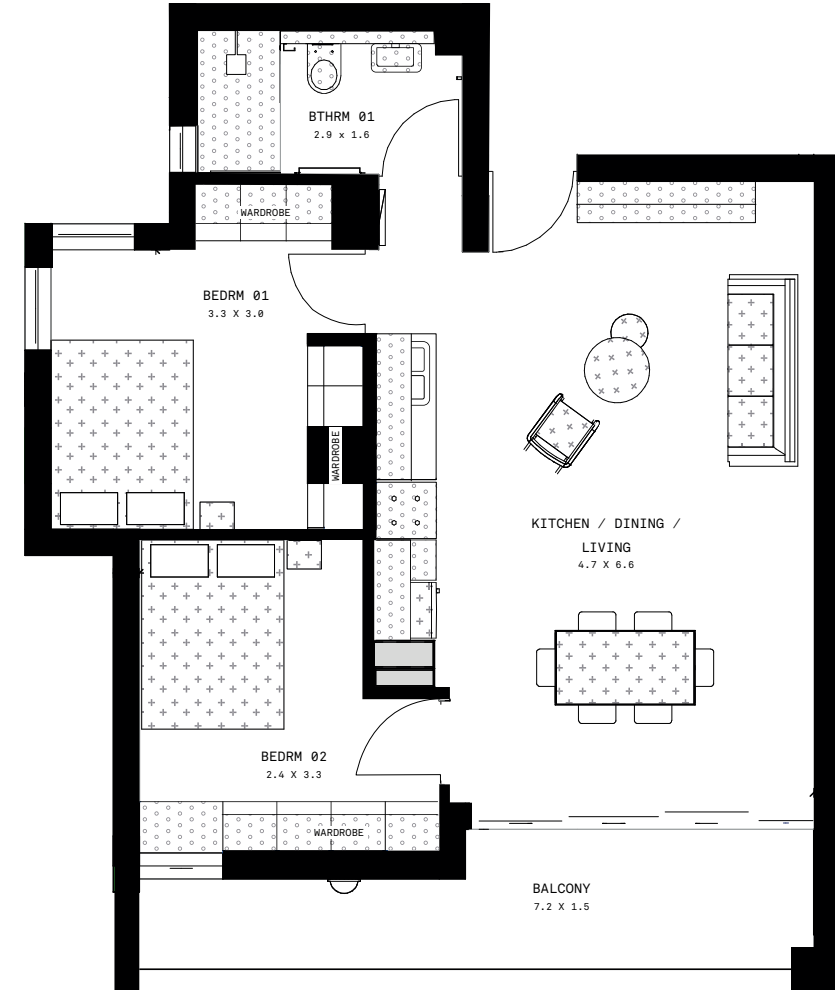 BTHRM 01
2.9 x 1.6
WARDROBE
BEDRM 01
3.3 X 3.0
WARDROBE
KITCHEN / DINING /
LIVING
4.7 X 6.6
BEDRM 02
2.4 X 3.3
WARDROBE
BALCONY
7.2 X 1.5